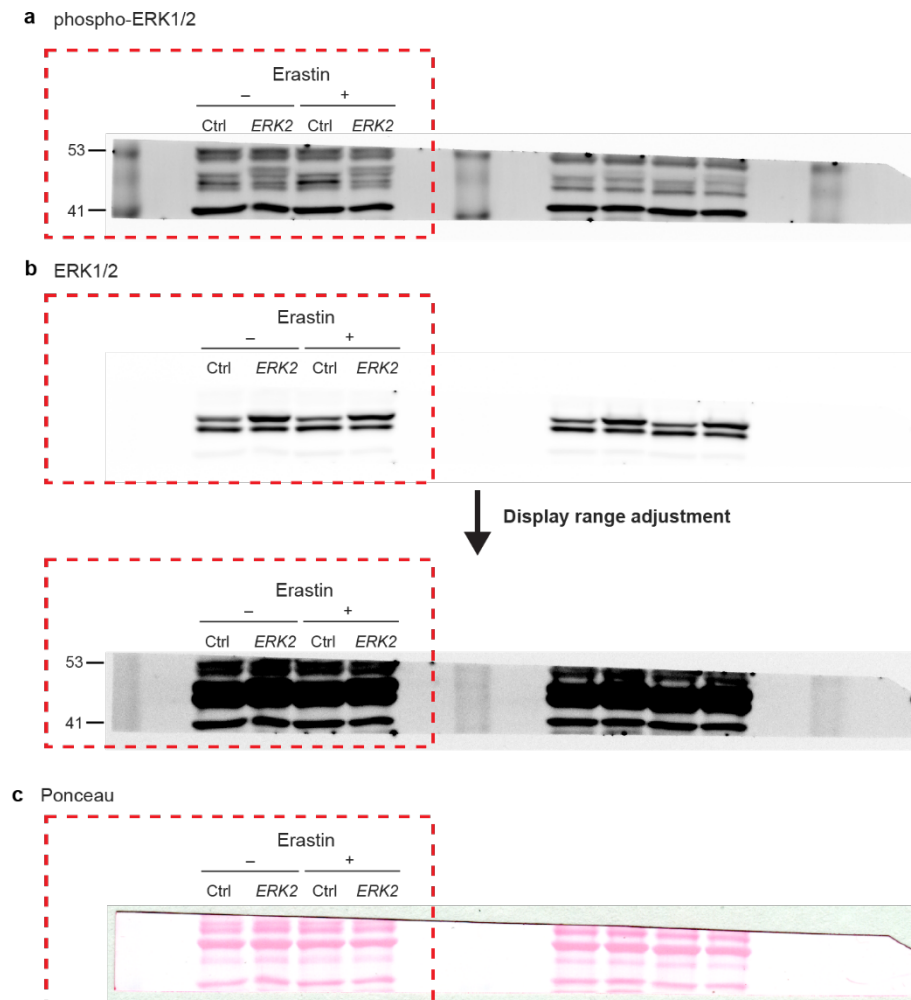 a phospho-ERK1/2
Erastin
– +
Ctrl ERK2 Ctrl ERK2
53
41
b ERK1/2
Erastin
– +
Ctrl ERK2 Ctrl ERK2
Display range adjustment
Erastin
– +
Ctrl ERK2 Ctrl ERK2
53
41
c Ponceau
Erastin
– +
Ctrl ERK2 Ctrl ERK2